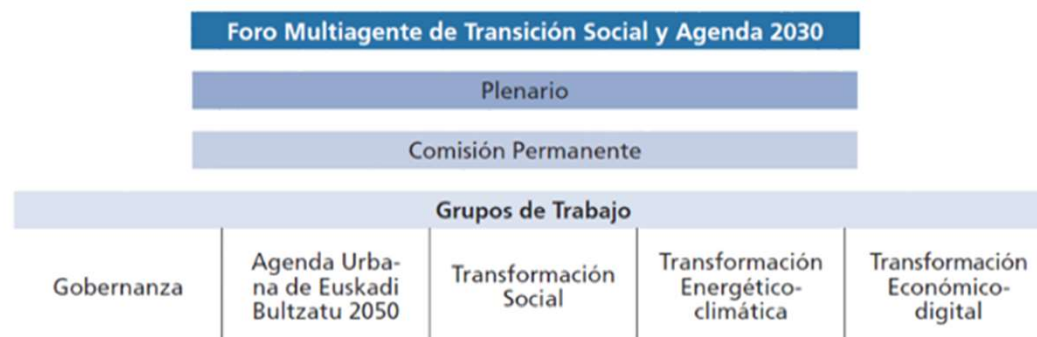 Foro Multiagente de Transición Social y Agenda 2030
Plenario
Comisión Permanente
Grupos de Trabajo
Gobernanza
Agenda Urba-
na de Euskadi
Bultzatu 2050
Transformación
Social
Transformación
Energético-
climática
Transformación
Económico-
digital